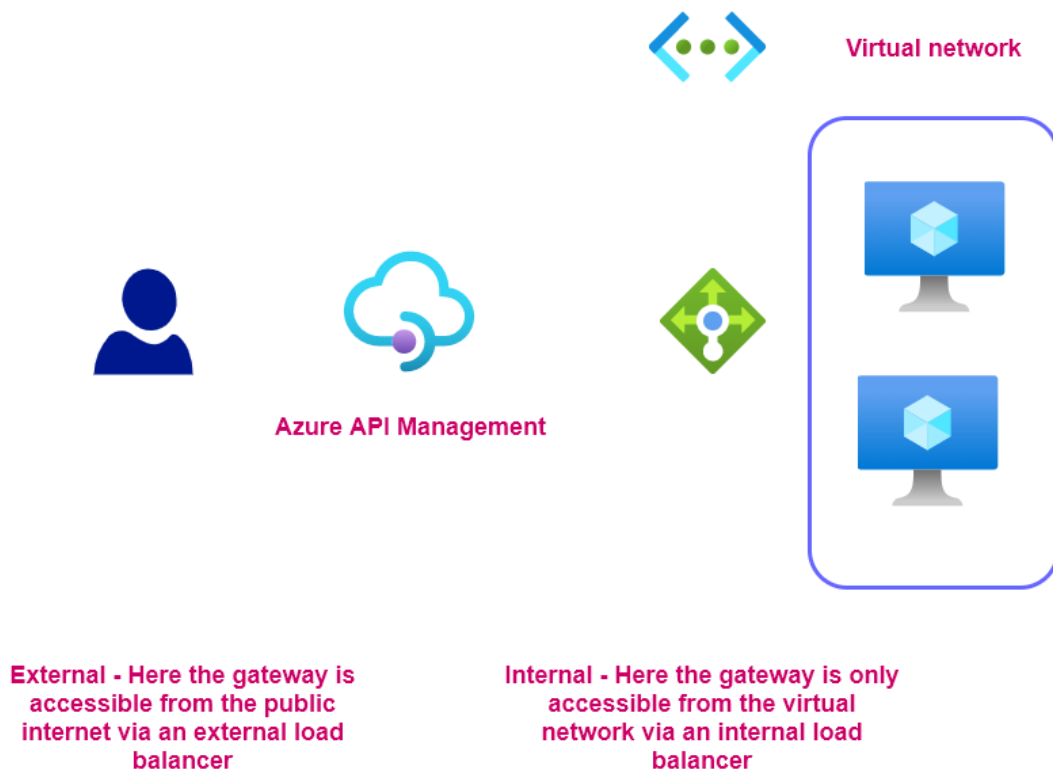 Virtual network
Azure API Management
External - Here the gateway is
accessible from the public
internet via an external load
balancer
Internal - Here the gateway is only
accessible from the virtual
network via an internal load
balancer